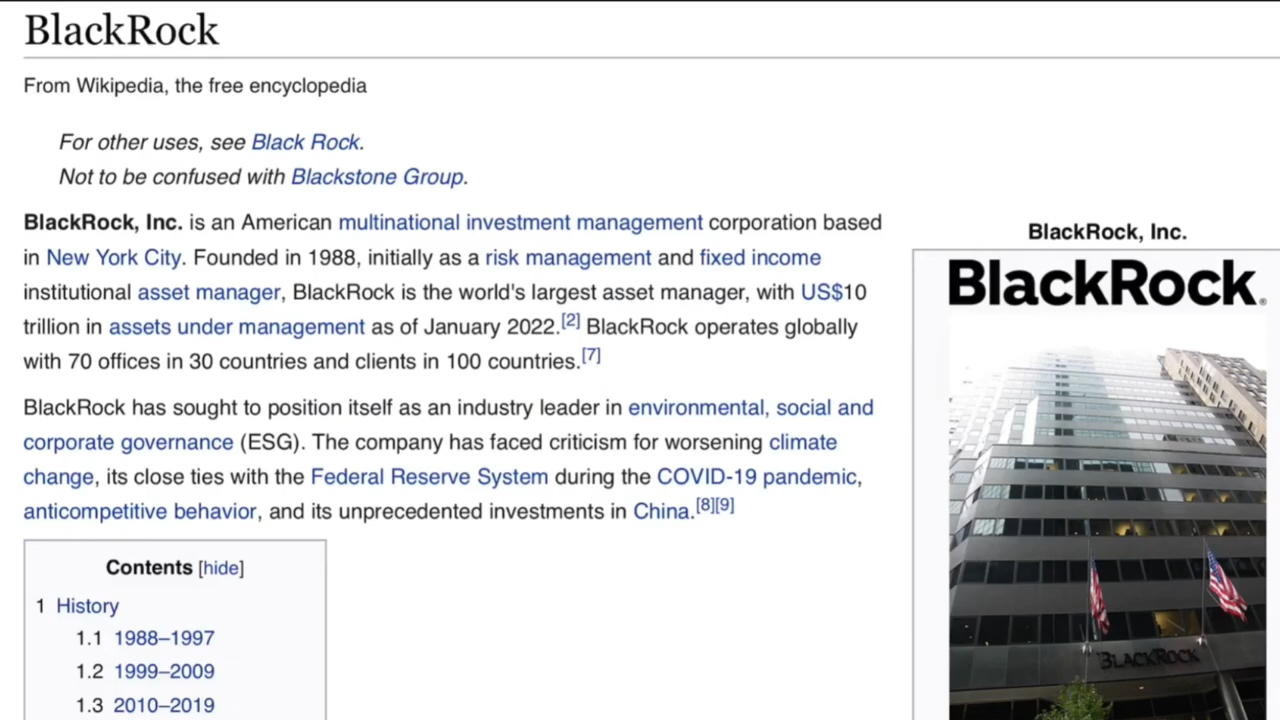 BlackRock
From Wikipedia, the free encyclopedia
For other uses, see Black Rock.
Not to be confused with Blackstone Group.
BlackRock, Inc. is an American multinational investment management corporation based
in New York City. Founded in 1988, initially as a risk management and fixed income
institutional asset manager, BlackRock is the world's largest asset manager, with US$10
trillion in assets under management as of January 2022.[2] BlackRock operates globally
with 70 offices in 30 countries and clients in 100 countries.[7]
BlackRock has sought to position itself as an industry leader in environmental, social and
corporate governance (ESG). The company has faced criticism for worsening climate
change, its close ties with the Federal Reserve System during the COVID-19 pandemic,
anticompetitive behavior, and its unprecedented investments in China.[8][9]
Contents [hide]
1 History
1.1 1988–1997
1.2 1999–2009
1.3 2010–2019
BlackRock, Inc.
BlackRock®
BLACKROCK